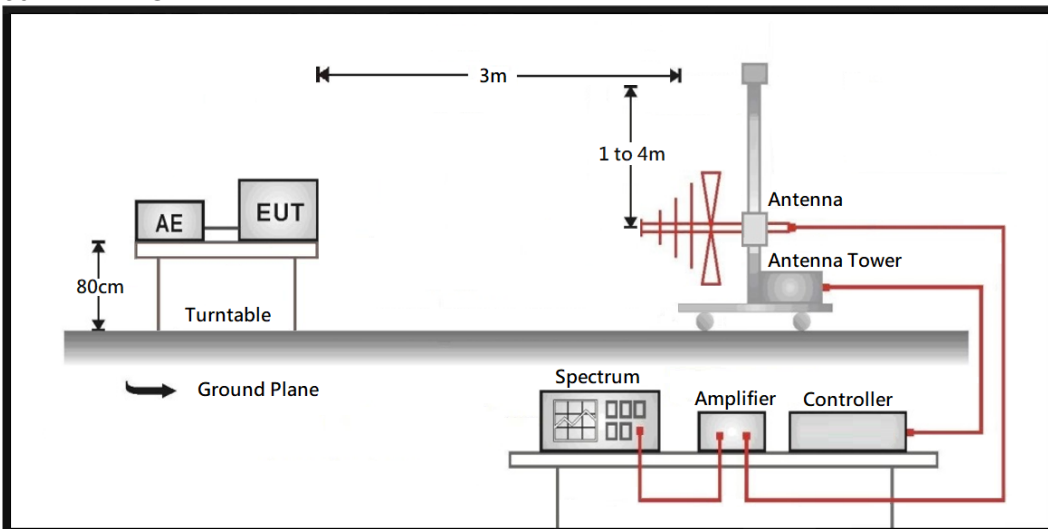 3m
1 to 4m
Antenna
AE
EUT
Antenna Tower
80cm
Turntable
Ground Plane
Spectrum
Amplifier
Controller